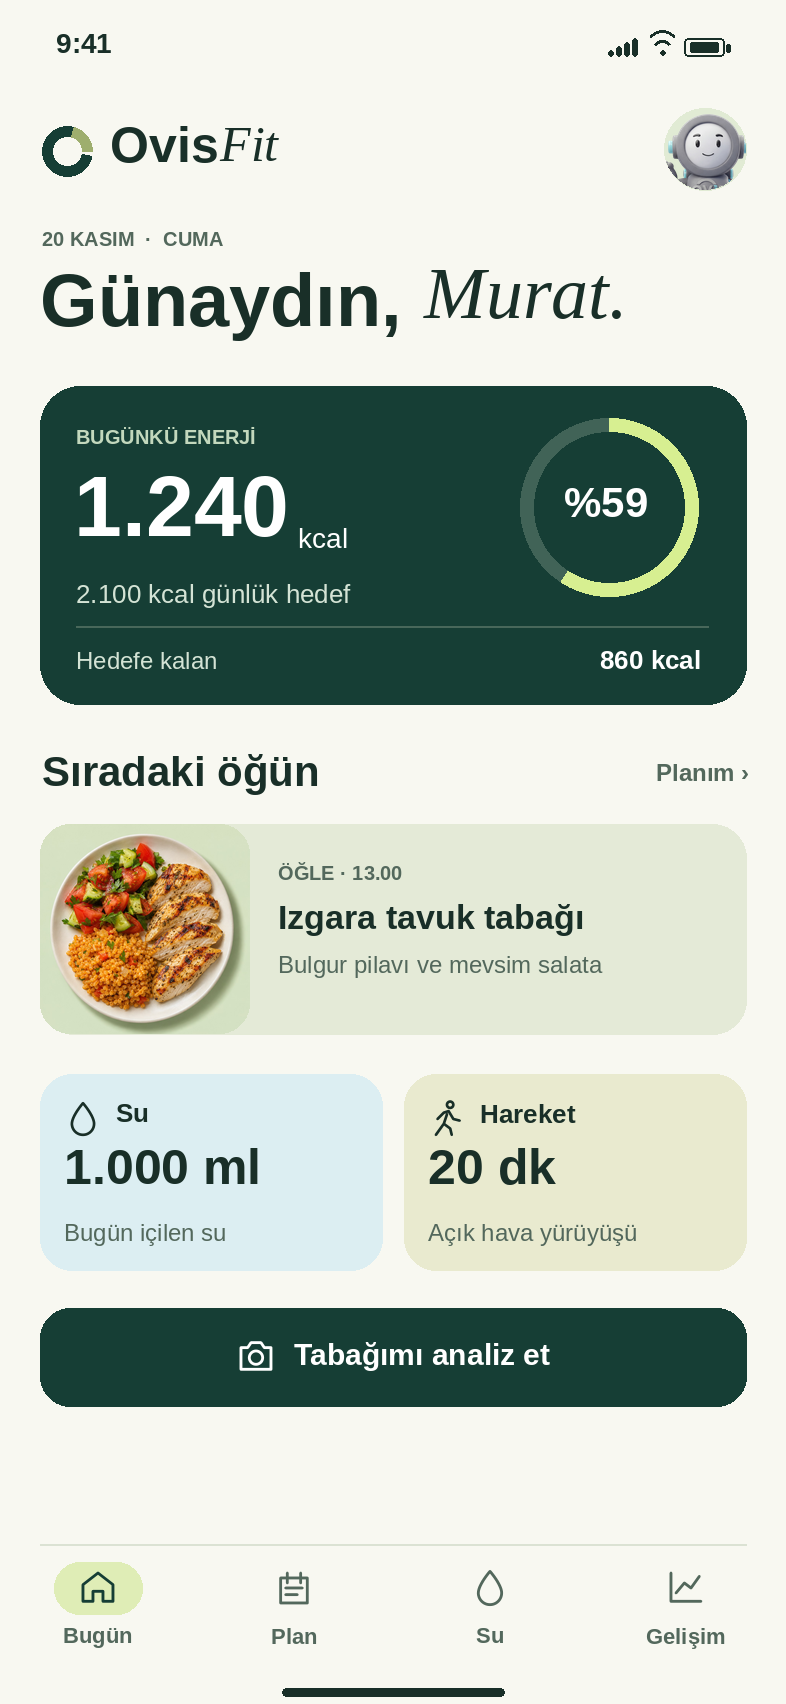 9:41
OvisFit
20 KASIM · CUMA
Günaydın, Murat.
BUGÜNKÜ ENERJİ
1.240 kcal
%59
2.100 kcal günlük hedef
Hedefe kalan 860 kcal
Sıradaki öğün Planım ›
ÖĞLE · 13.00
Izgara tavuk tabağı
Bulgur pilavı ve mevsim salata
Su
1.000 ml
Bugün içilen su
Hareket
20 dk
Açık hava yürüyüşü
Tabağımı analiz et
Bugün Plan Su Gelişim